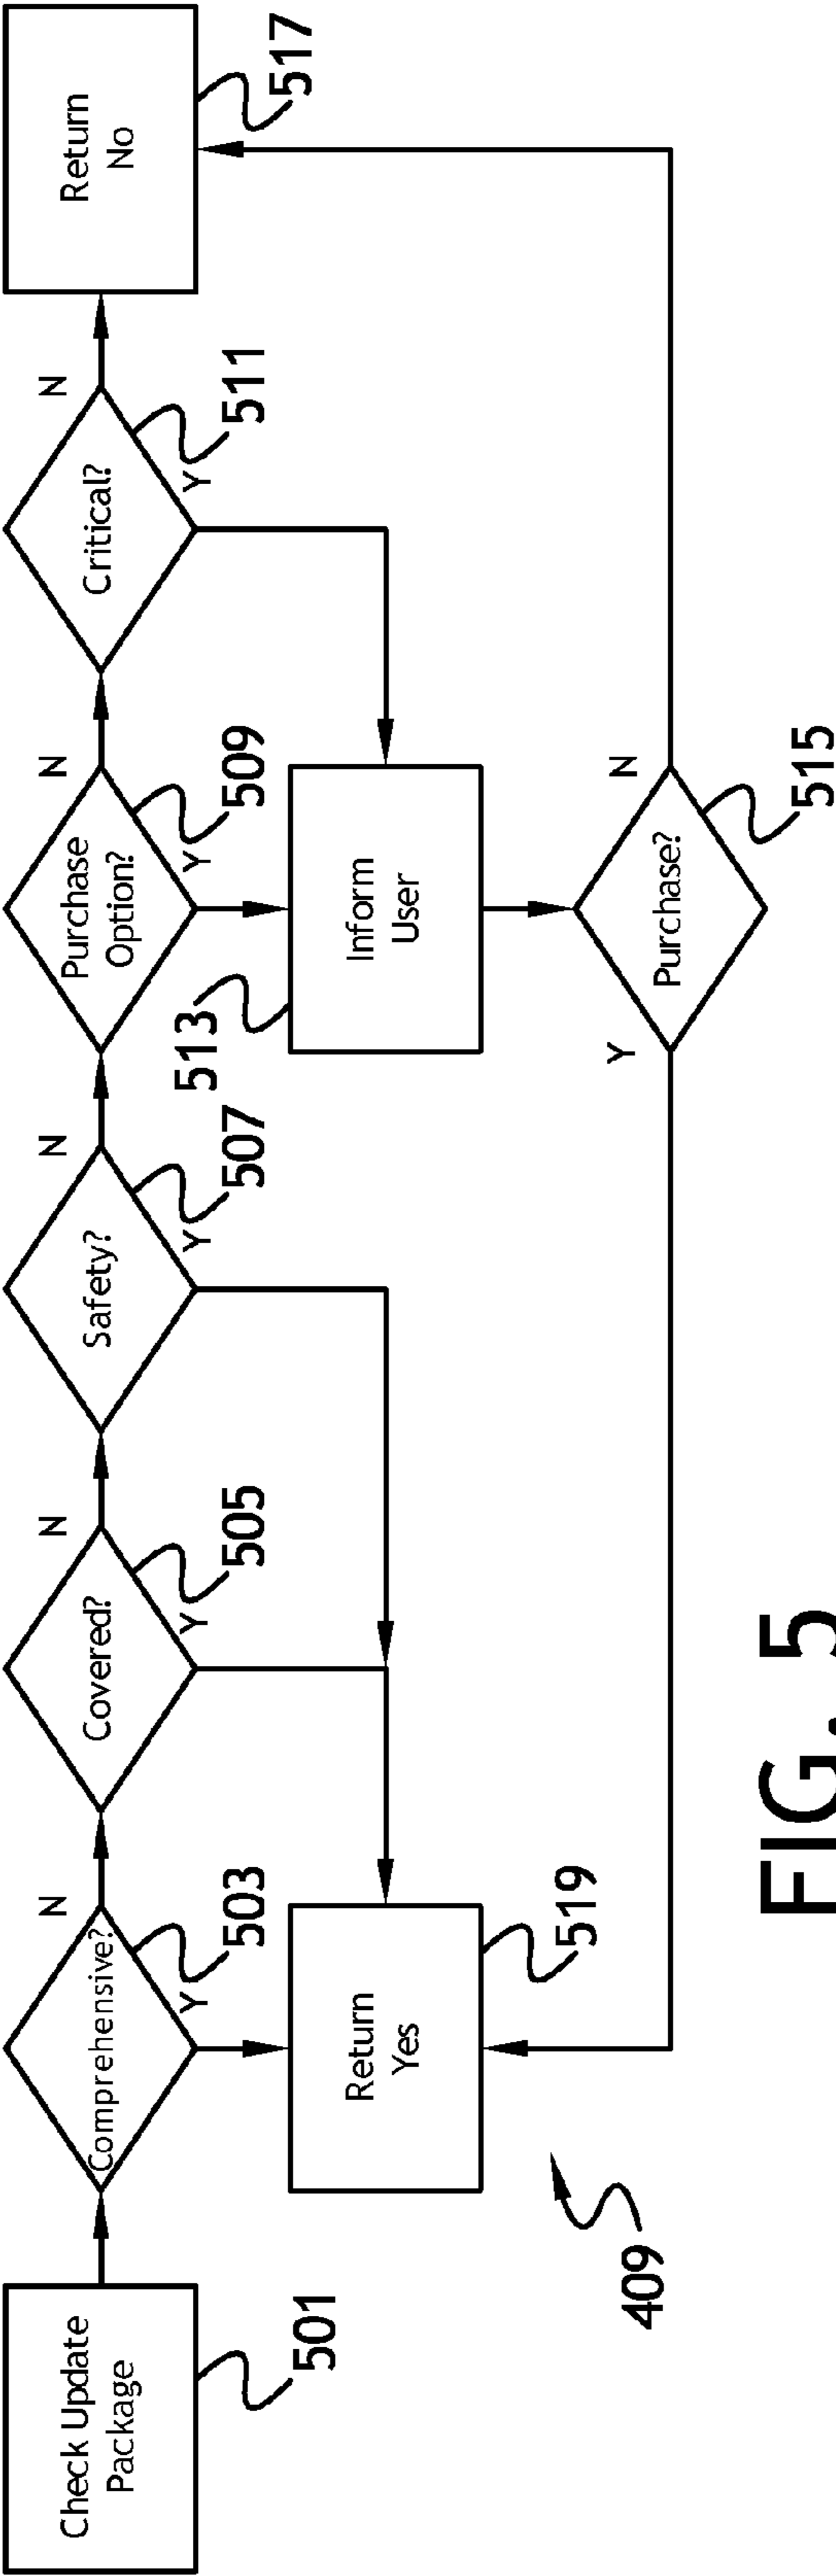 Check Update
Package
501
Comprehensive?
N
Y
503
Covered?
N
Y
505
Safety?
N
Y
507
Purchase
Option?
N
Y
509
Critical?
N
Y
511
Return
No
517
Return
Yes
519
513
Inform
User
Y
Purchase?
N
515
409
FIG. 5